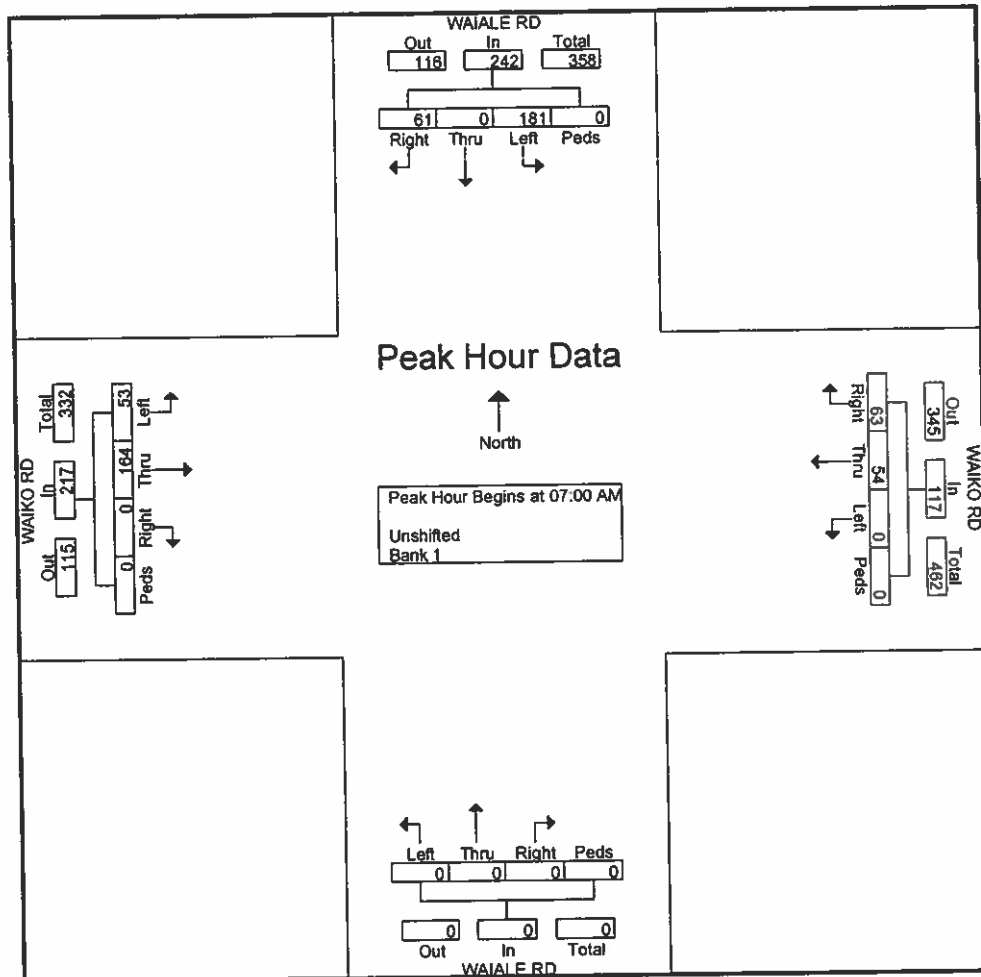 WAIALE RD
Out In Total
116 242 358
61 0 181 0
Right Thru Left Peds
Peak Hour Data
North
Peak Hour Begins at 07:00 AM
Unshifted
Bank 1
WAIKO RD
Total In Out
332 217 115
53 164 0 0
Left Thru Right Peds
Right Thru Left Peds
63 54 0 0
Out In Total
345 117 462
WAIKO RD
Left Thru Right Peds
0 0 0 0
0 0 0
Out In Total
WAIALE RD